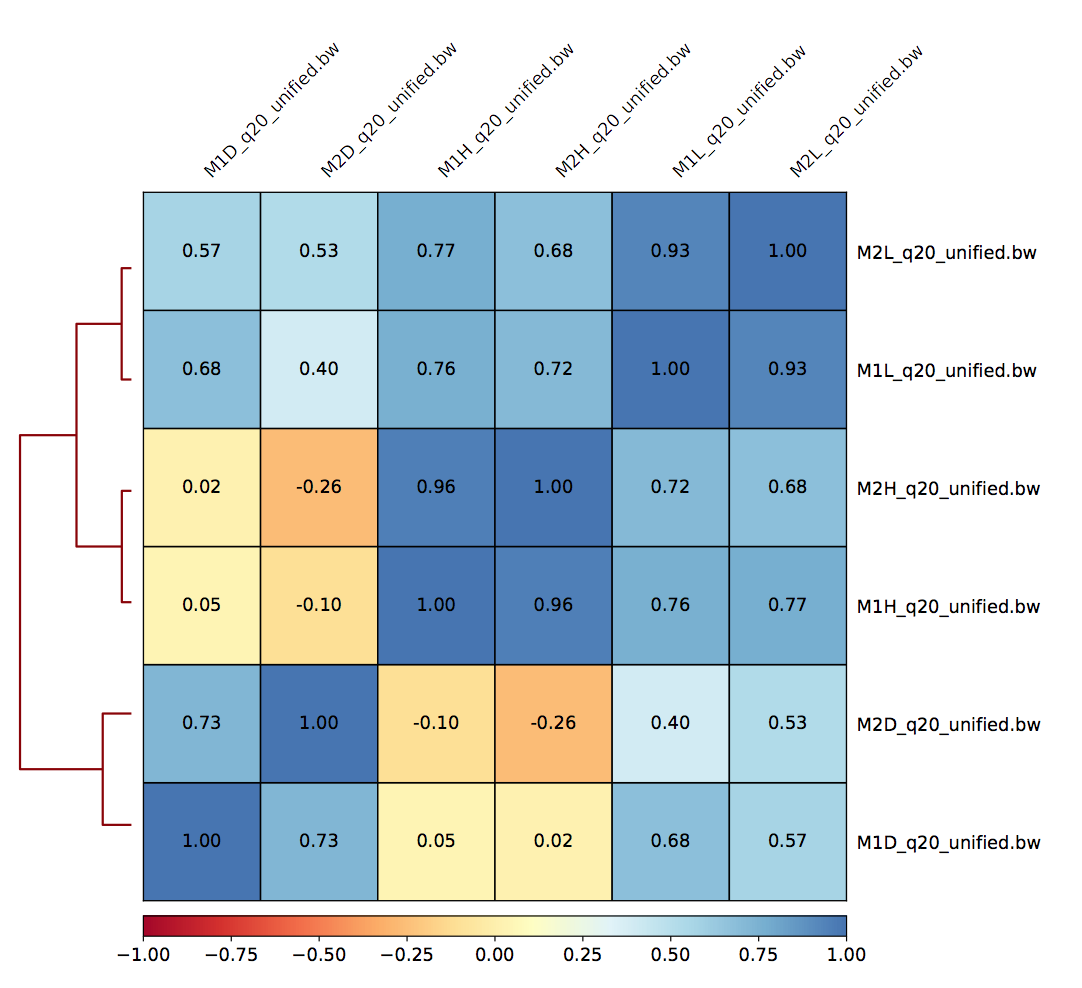 M1D_q20_unified.bw
M2D_q20_unified.bw
M1H_q20_unified.bw
M2H_q20_unified.bw
M1L_q20_unified.bw
M2L_q20_unified.bw
0.57 0.53 0.77 0.68 0.93 1.00 M2L_q20_unified.bw
0.68 0.40 0.76 0.72 1.00 0.93 M1L_q20_unified.bw
0.02 -0.26 0.96 1.00 0.72 0.68 M2H_q20_unified.bw
0.05 -0.10 1.00 0.96 0.76 0.77 M1H_q20_unified.bw
0.73 1.00 -0.10 -0.26 0.40 0.53 M2D_q20_unified.bw
1.00 0.73 0.05 0.02 0.68 0.57 M1D_q20_unified.bw
−1.00 −0.75 −0.50 −0.25 0.00 0.25 0.50 0.75 1.00